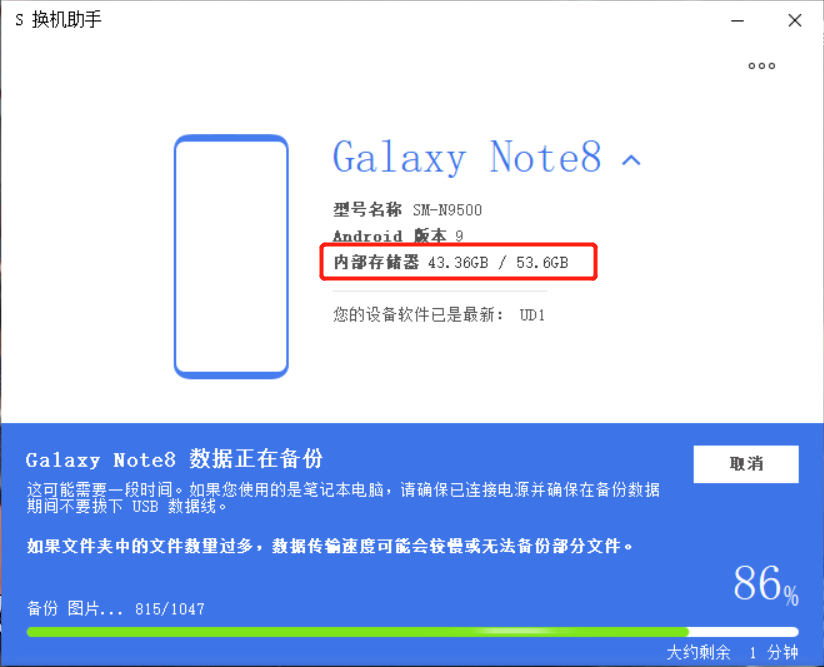 S 换机助手
Galaxy Note8
型号名称 SM-N9500
Android 版本 9
内部存储器 43.36GB / 53.6GB
您的设备软件已是最新： UD1
Galaxy Note8 数据正在备份
取消
这可能需要一段时间。如果您使用的是笔记本电脑，请确保已连接电源并确保在备份数据
期间不要拔下 USB 数据线。
如果文件夹中的文件数量过多，数据传输速度可能会较慢或无法备份部分文件。
86%
备份 图片... 815/1047
大约剩余 1 分钟